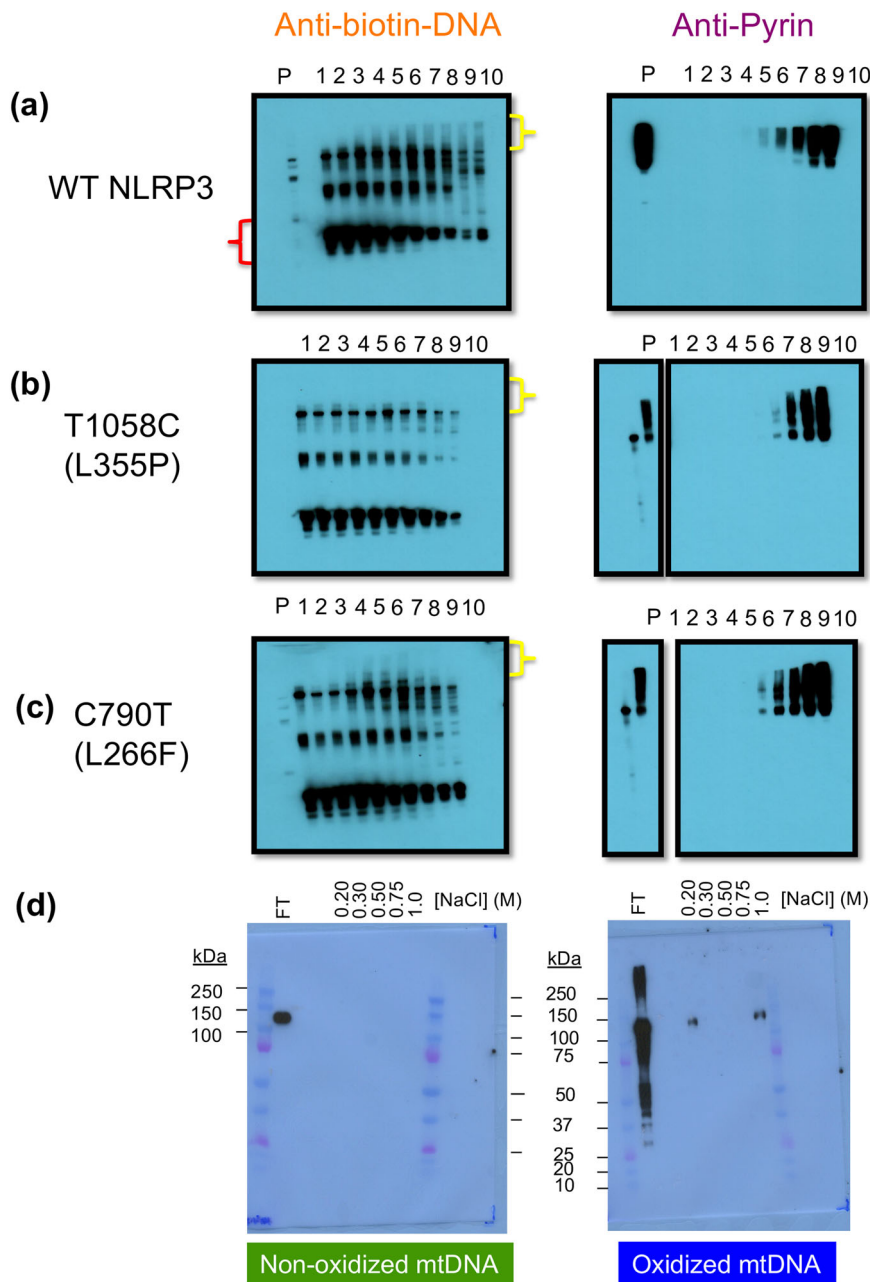 Anti-biotin-DNA
Anti-Pyrin
(a)
WT NLRP3
P 1 2 3 4 5 6 7 8 9 10
P 1 2 3 4 5 6 7 8 9 10
(b)
T1058C
(L355P)
1 2 3 4 5 6 7 8 9 10
P 1 2 3 4 5 6 7 8 9 10
(c)
C790T
(L266F)
P 1 2 3 4 5 6 7 8 9 10
P 1 2 3 4 5 6 7 8 9 10
(d)
FT 0.20 0.30 0.50 0.75 1.0 [NaCl] (M)
kDa
250
150
100
Non-oxidized mtDNA
FT 0.20 0.30 0.50 0.75 1.0 [NaCl] (M)
kDa
250
150
100
75
50
37
25
20
10
Oxidized mtDNA